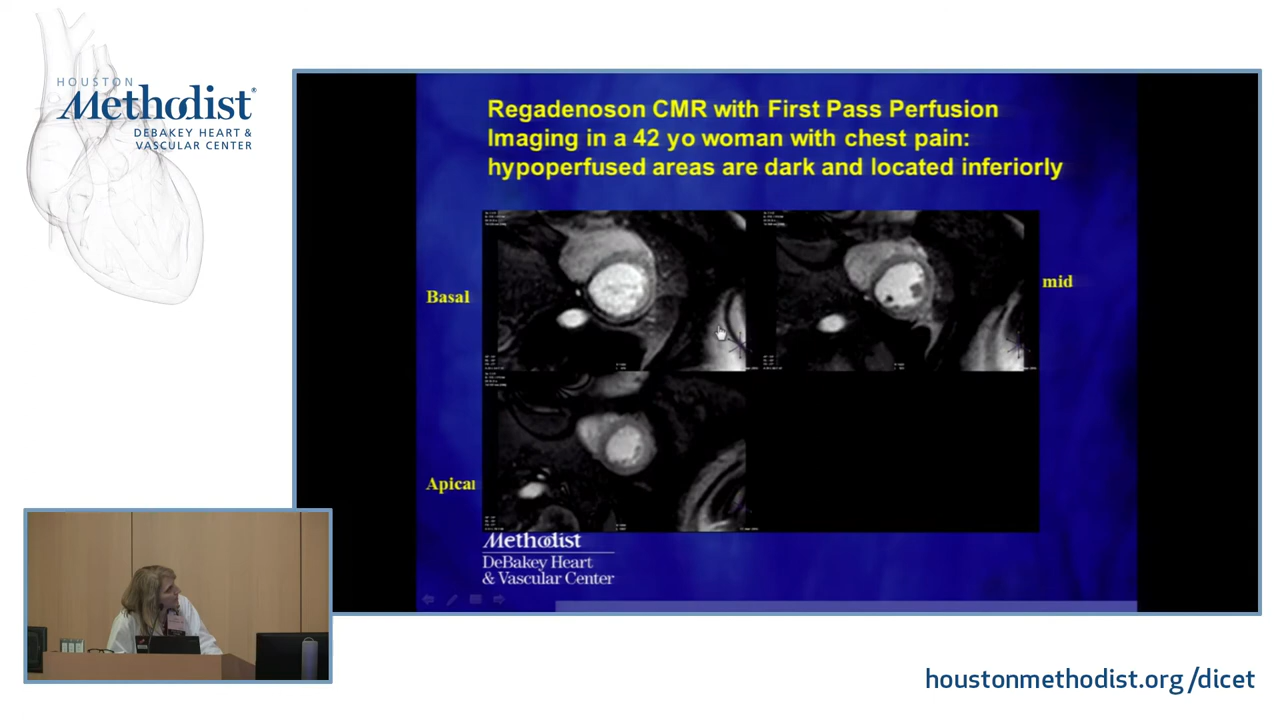 HOUSTON
Methodist®
DEBAKEY HEART &
VASCULAR CENTER
Regadenoson CMR with First Pass Perfusion
Imaging in a 42 yo woman with chest pain:
hypoperfused areas are dark and located inferiorly
Basal
mid
Apical
Methodist
DeBakey Heart
& Vascular Center
houstonmethodist.org/dicet